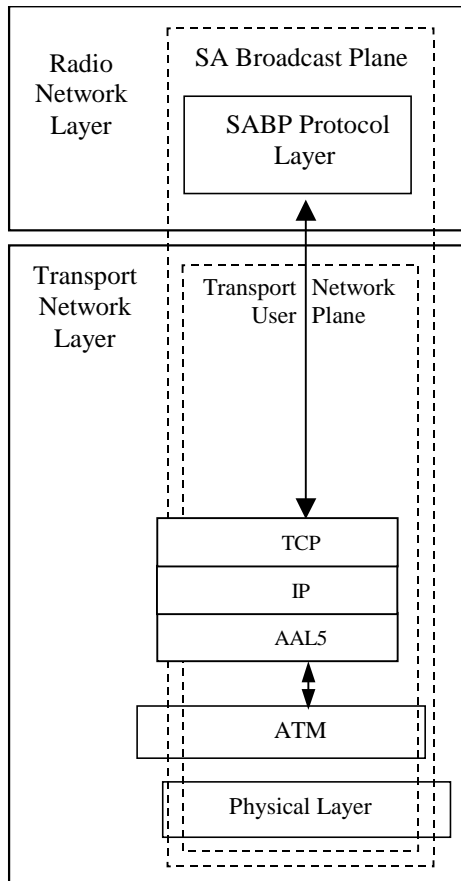 Radio
Network
Layer
SA Broadcast Plane
SABP Protocol
Layer
Transport
Network
Layer
Transport Network
User Plane
TCP
IP
AAL5
ATM
Physical Layer